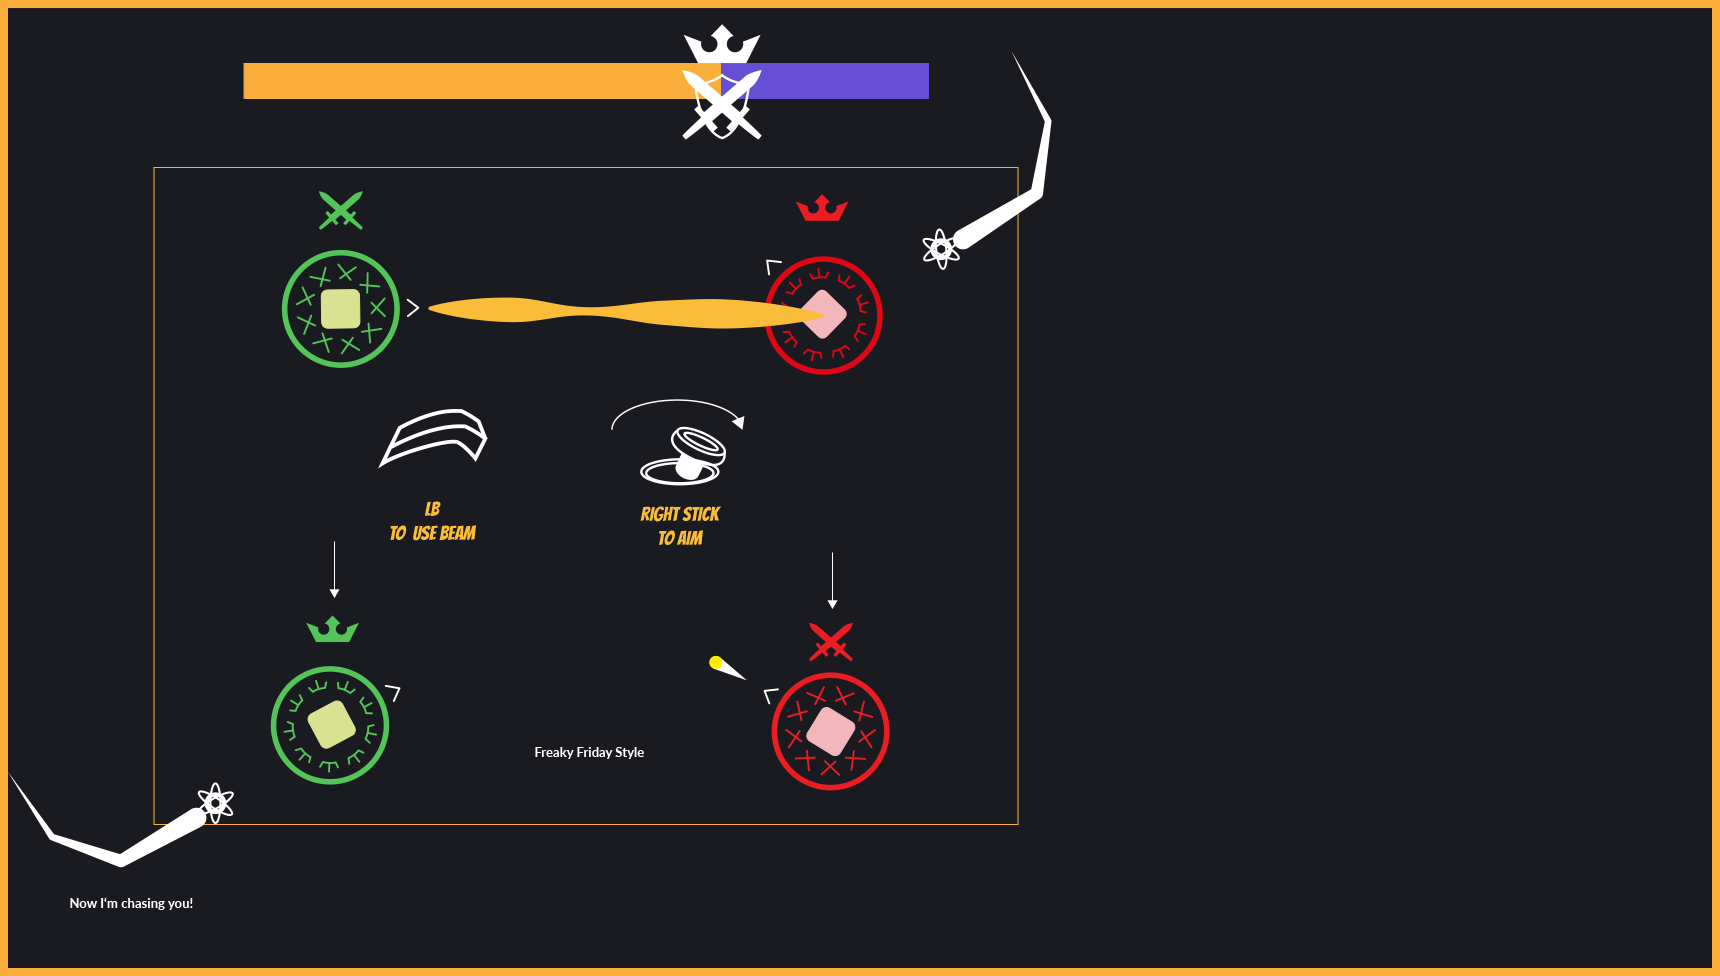 LB
TO USE BEAM
RIGHT STICK
TO AIM
Freaky Friday Style
Now I'm chasing you!